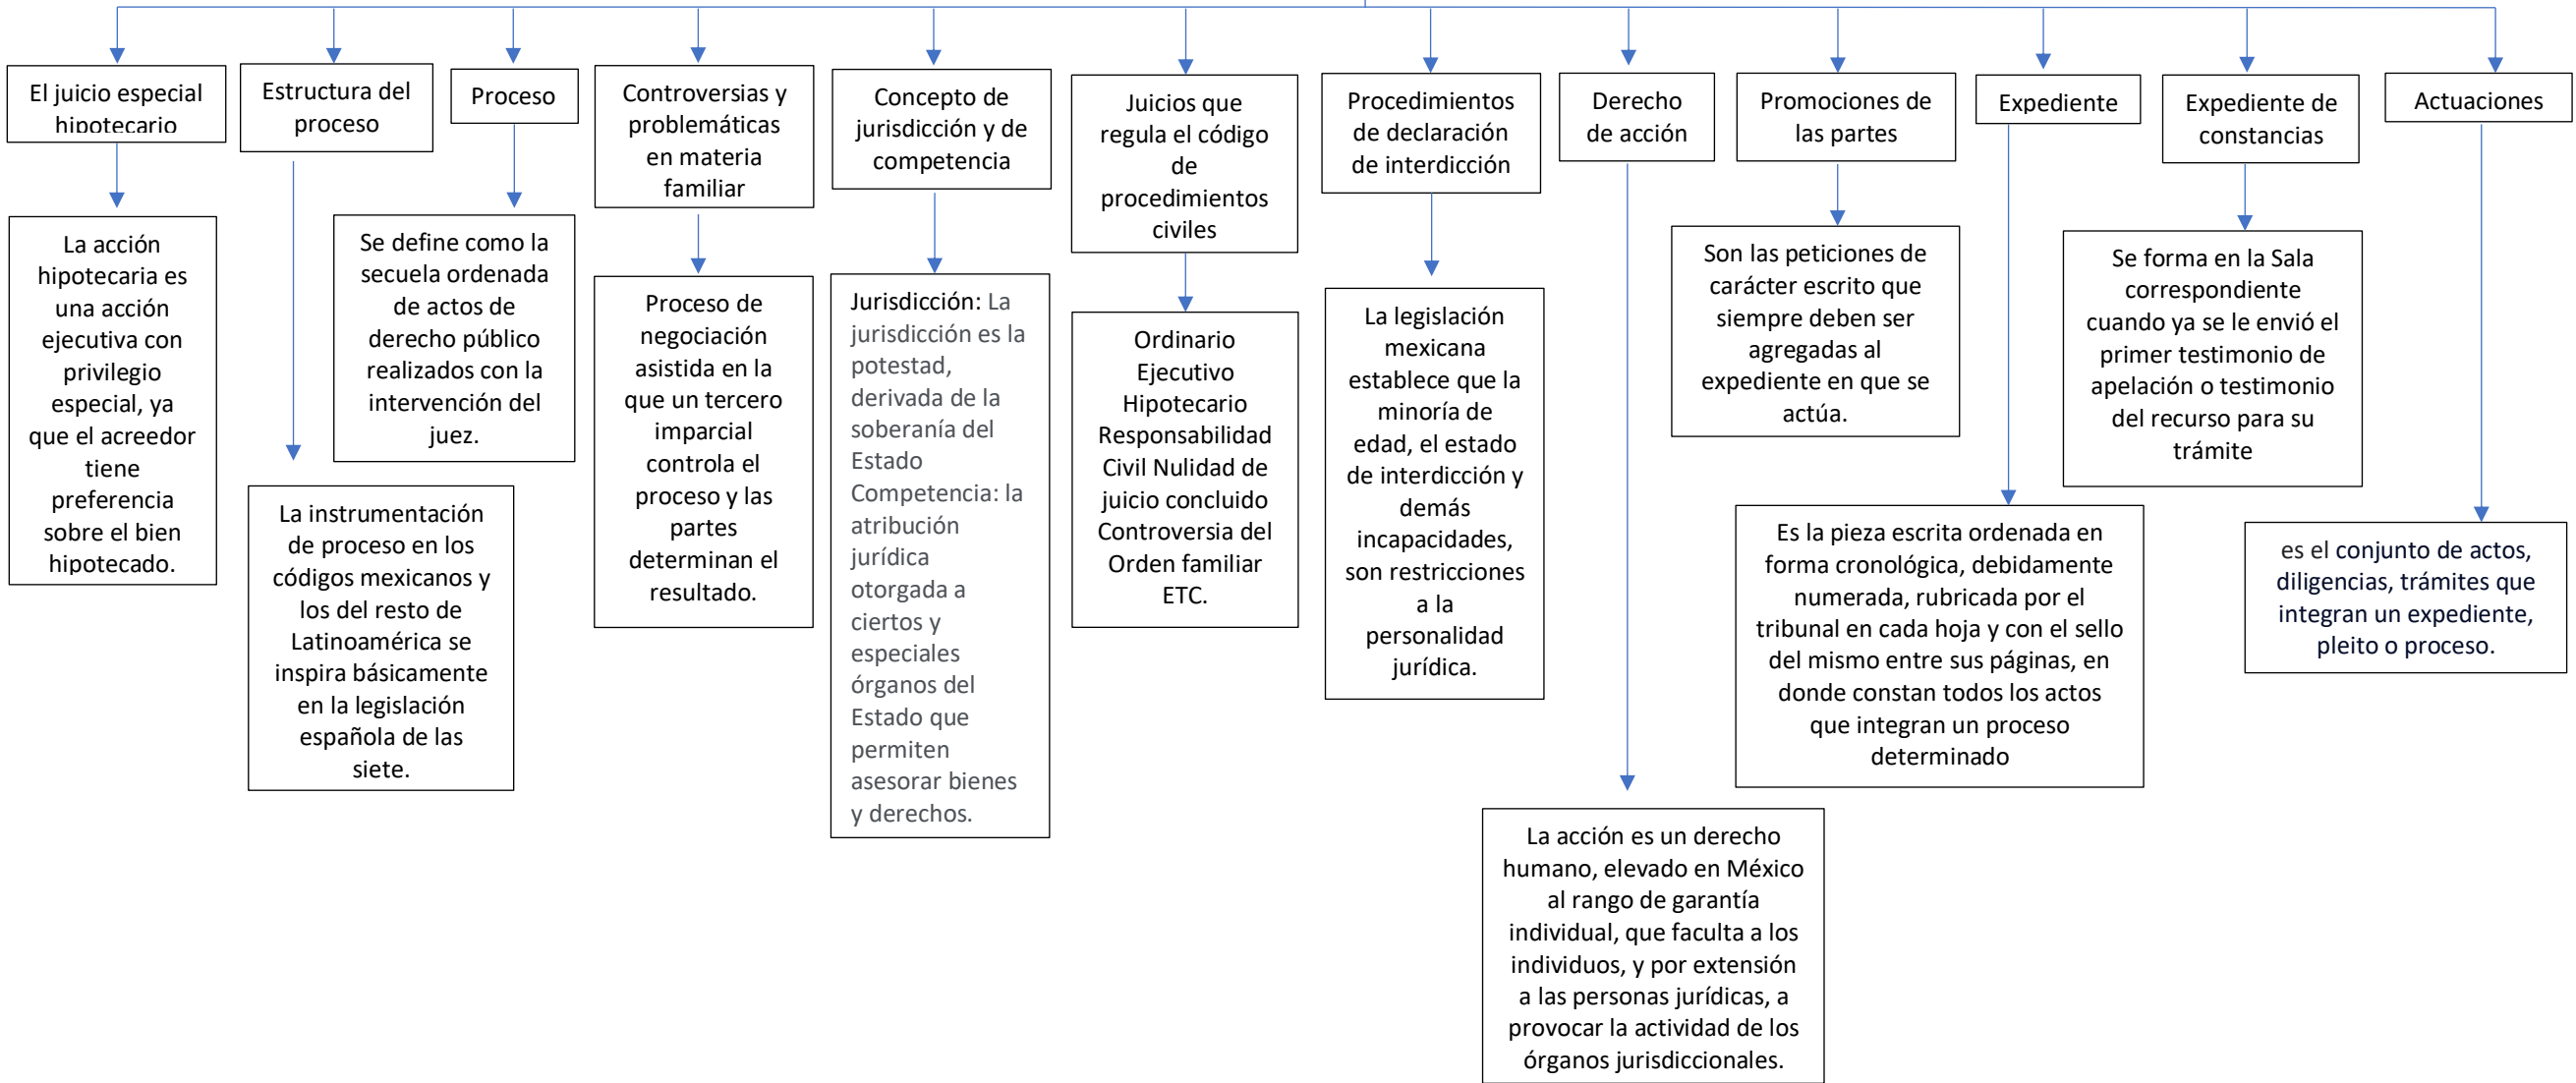 El juicio especial
hipotecario
Estructura del
proceso
Proceso
Controversias y
problemáticas
en materia
familiar
Concepto de
jurisdicción y de
competencia
Juicios que
regula el código
de
procedimientos
civiles
Procedimientos
de declaración
de interdicción
Derecho
de acción
Promociones de
las partes
Expediente
Expediente de
constancias
Actuaciones
La acción
hipotecaria es
una acción
ejecutiva con
privilegio
especial, ya
que el acreedor
tiene
preferencia
sobre el bien
hipotecado.
La instrumentación
de proceso en los
códigos mexicanos y
los del resto de
Latinoamérica se
inspira básicamente
en la legislación
española de las
siete.
Se define como la
secuela ordenada
de actos de
derecho público
realizados con la
intervención del
juez.
Proceso de
negociación
asistida en la
que un tercero
imparcial
controla el
proceso y las
partes
determinan el
resultado.
Jurisdicción: La
jurisdicción es la
potestad,
derivada de la
soberanía del
Estado
Competencia: la
atribución
jurídica
otorgada a
ciertos y
especiales
órganos del
Estado que
permiten
asesorar bienes
y derechos.
Ordinario
Ejecutivo
Hipotecario
Responsabilidad
Civil Nulidad de
juicio concluido
Controversia del
Orden familiar
ETC.
La legislación
mexicana
establece que la
minoría de
edad, el estado
de interdicción y
demás
incapacidades,
son restricciones
a la
personalidad
jurídica.
La acción es un derecho
humano, elevado en México
al rango de garantía
individual, que faculta a los
individuos, y por extensión
a las personas jurídicas, a
provocar la actividad de los
órganos jurisdiccionales.
Son las peticiones de
carácter escrito que
siempre deben ser
agregadas al
expediente en que se
actúa.
Es la pieza escrita ordenada en
forma cronológica, debidamente
numerada, rubricada por el
tribunal en cada hoja y con el sello
del mismo entre sus páginas, en
donde constan todos los actos
que integran un proceso
determinado
Se forma en la Sala
correspondiente
cuando ya se le envió el
primer testimonio de
apelación o testimonio
del recurso para su
trámite
es el conjunto de actos,
diligencias, trámites que
integran un expediente,
pleito o proceso.